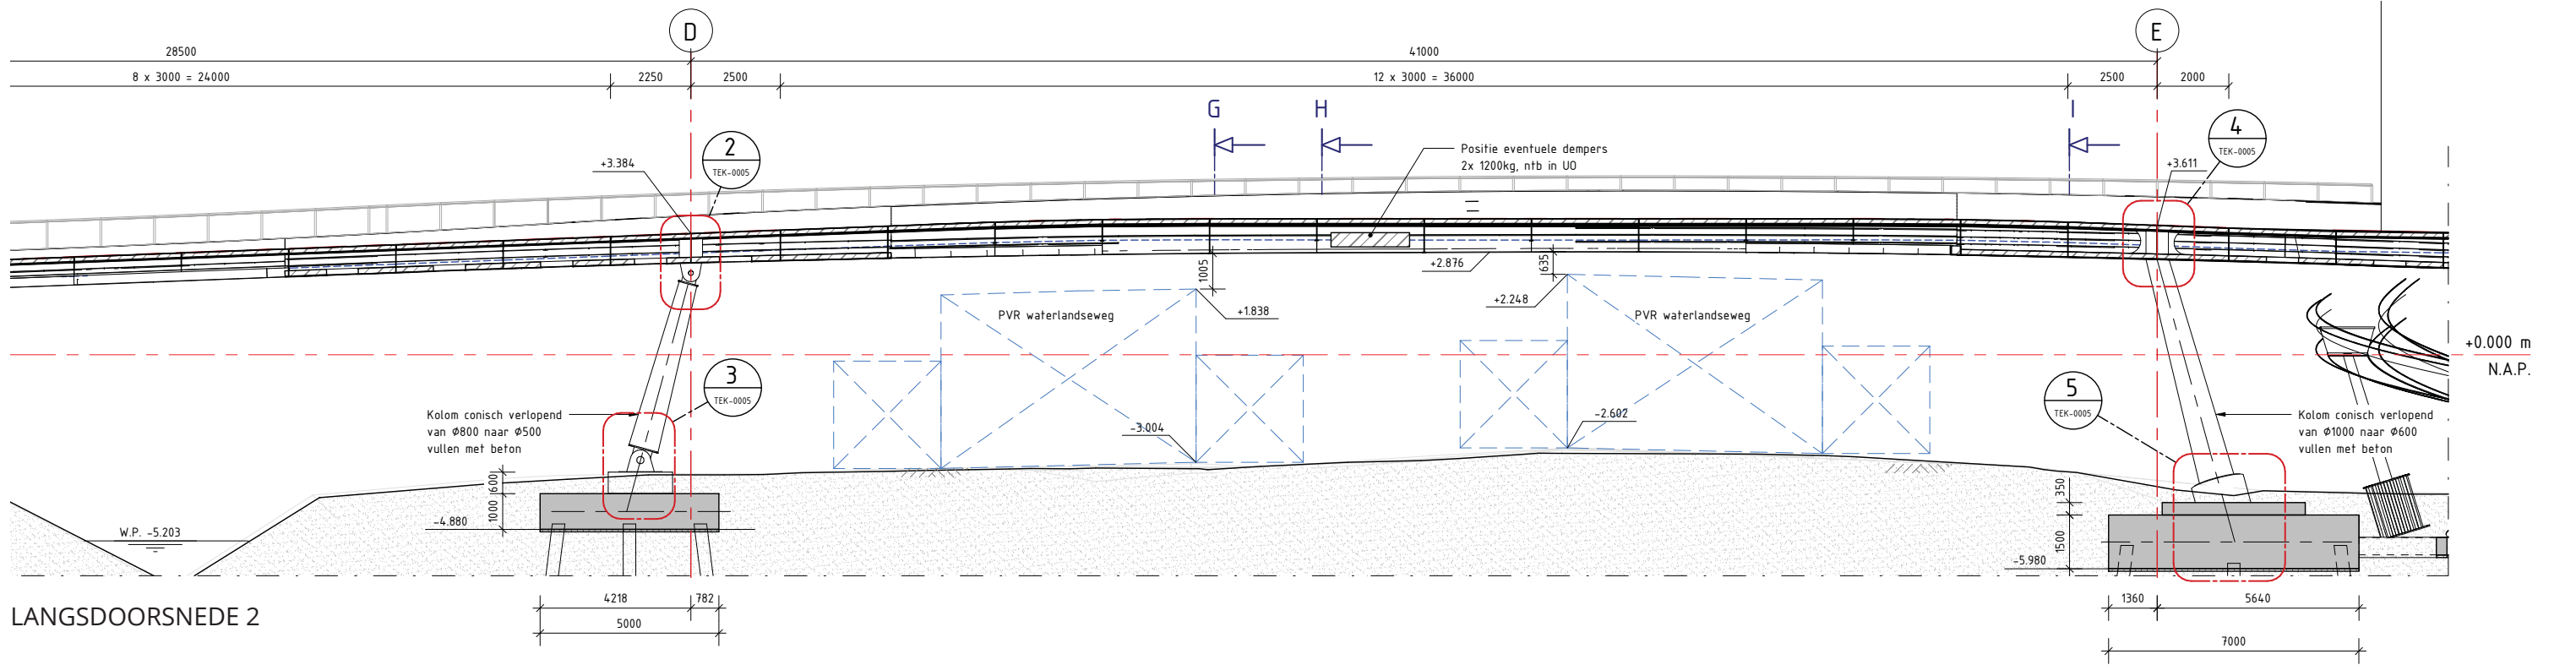 D
E
28500
41000
8 x 3000 = 24000
2250
2500
12 x 3000 = 36000
2500
2000
G
H
I
2
TEK-0005
4
TEK-0005
+3.384
Positie eventuele dempers
2x 1200kg, ntb in UO
+3.611
1005
+2.876
635
+1.838
+2.248
PVR waterlandseweg
PVR waterlandseweg
+0.000 m
N.A.P.
3
TEK-0005
5
TEK-0005
Kolom conisch verlopend
van Ø800 naar Ø500
vullen met beton
-3.004
-2.602
Kolom conisch verlopend
van Ø1000 naar Ø600
vullen met beton
600
1000
-4.880
350
1500
-5.980
W.P. -5.203
4218
782
5000
1360
5640
7000
LANGSDOORSNEDE 2